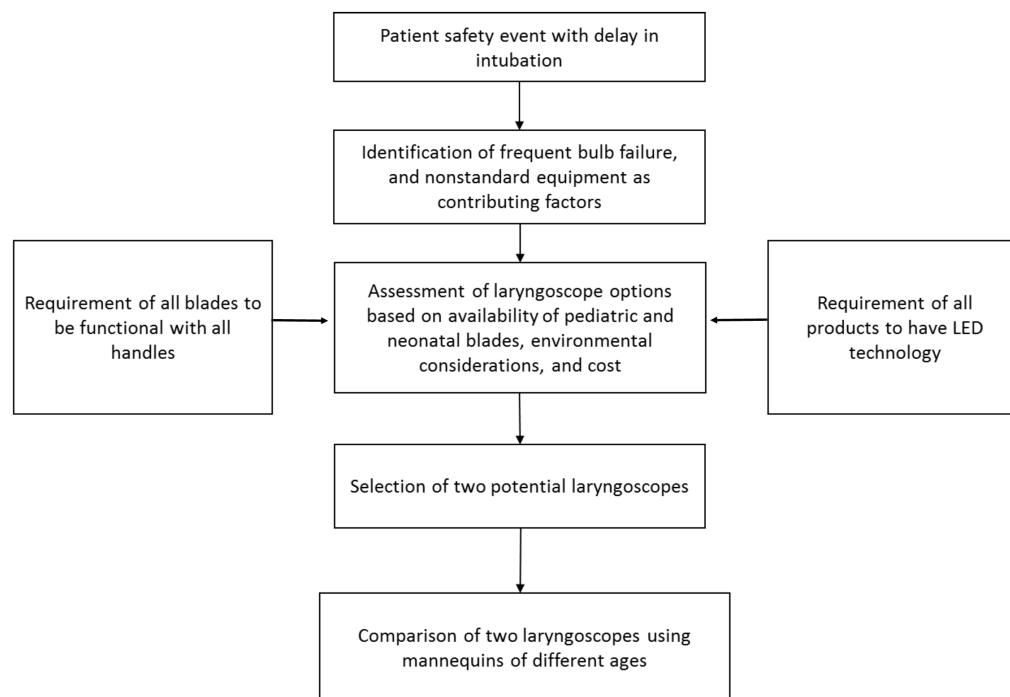 Patient safety event with delay in
intubation
Identification of frequent bulb failure,
and nonstandard equipment as
contributing factors
Requirement of all blades to
be functional with all
handles
Assessment of laryngoscope options
based on availability of pediatric and
neonatal blades, environmental
considerations, and cost
Requirement of all
products to have LED
technology
Selection of two potential laryngoscopes
Comparison of two laryngoscopes using
mannequins of different ages